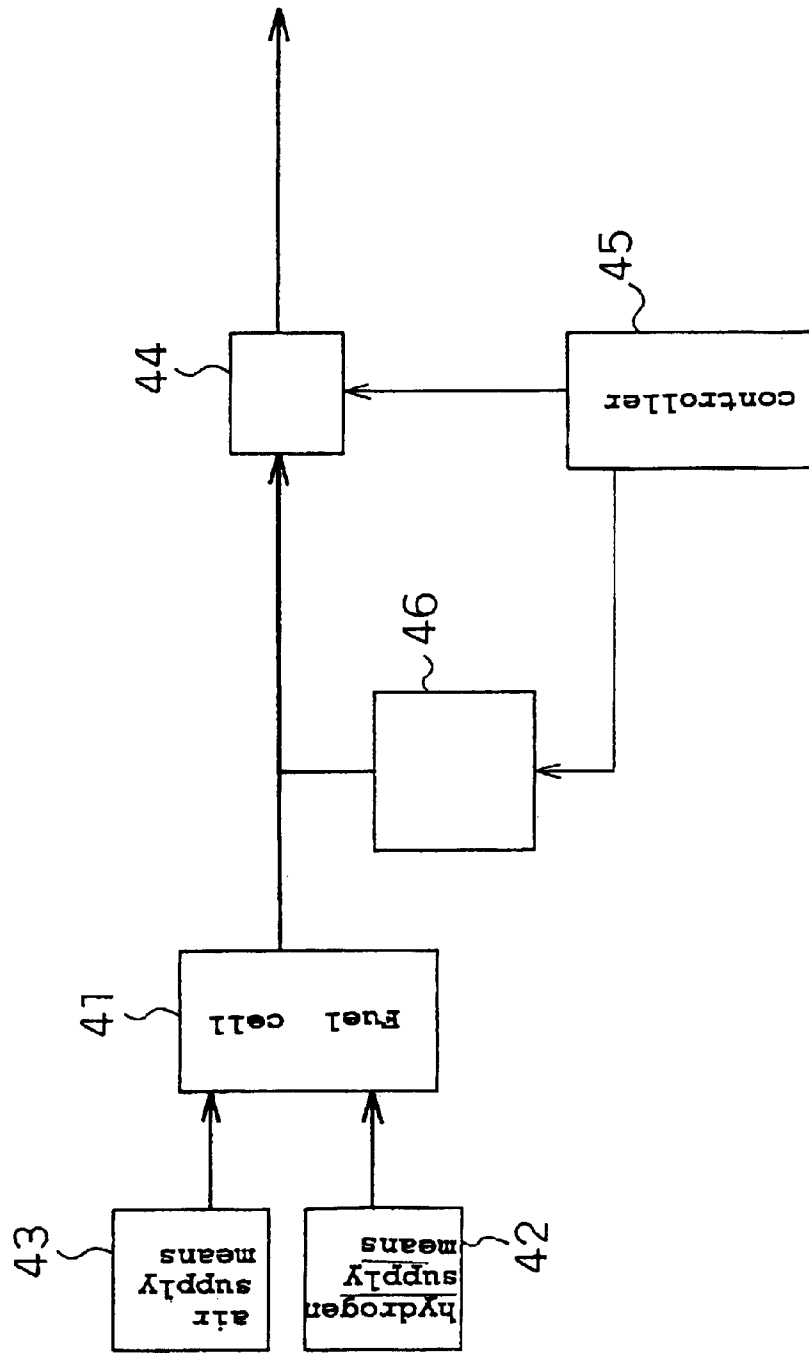 43
air
supply
means
42
hydrogen
supply
means
41
Fuel
cell
46
44
45
controller